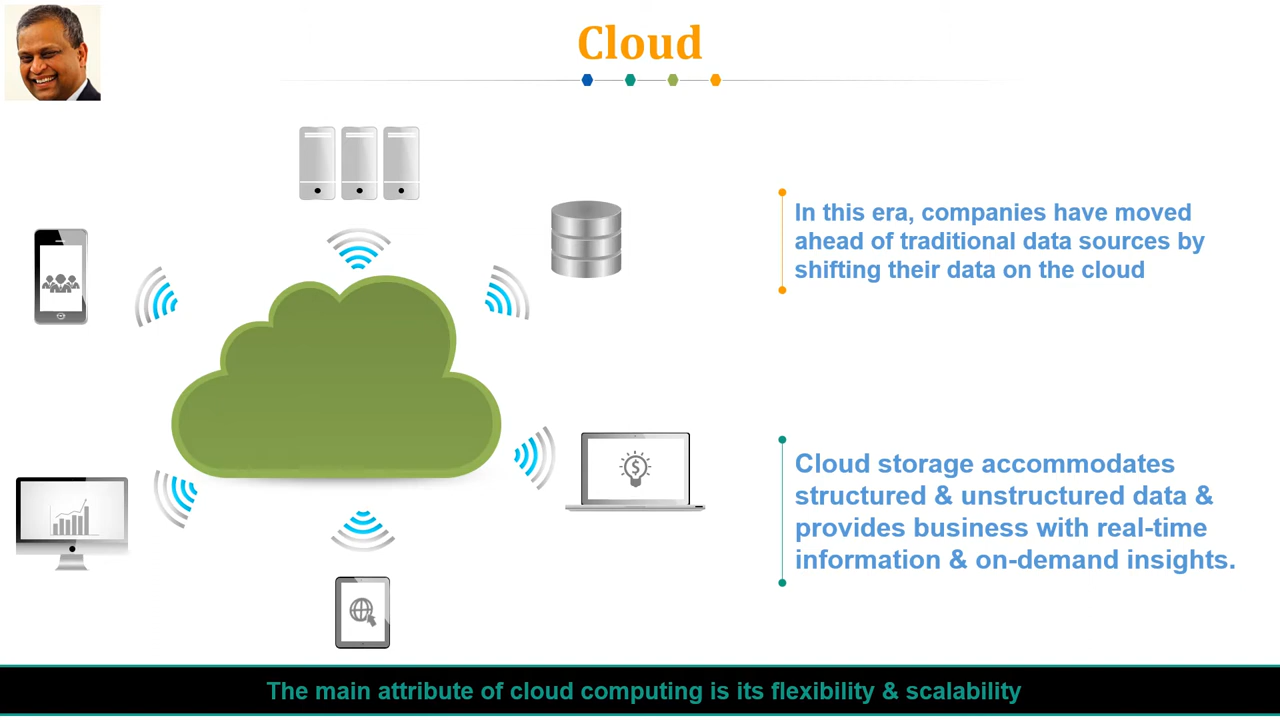 Cloud
In this era, companies have moved
ahead of traditional data sources by
shifting their data on the cloud
Cloud storage accommodates
structured & unstructured data &
provides business with real-time
information & on-demand insights.
The main attribute of cloud computing is its flexibility & scalability